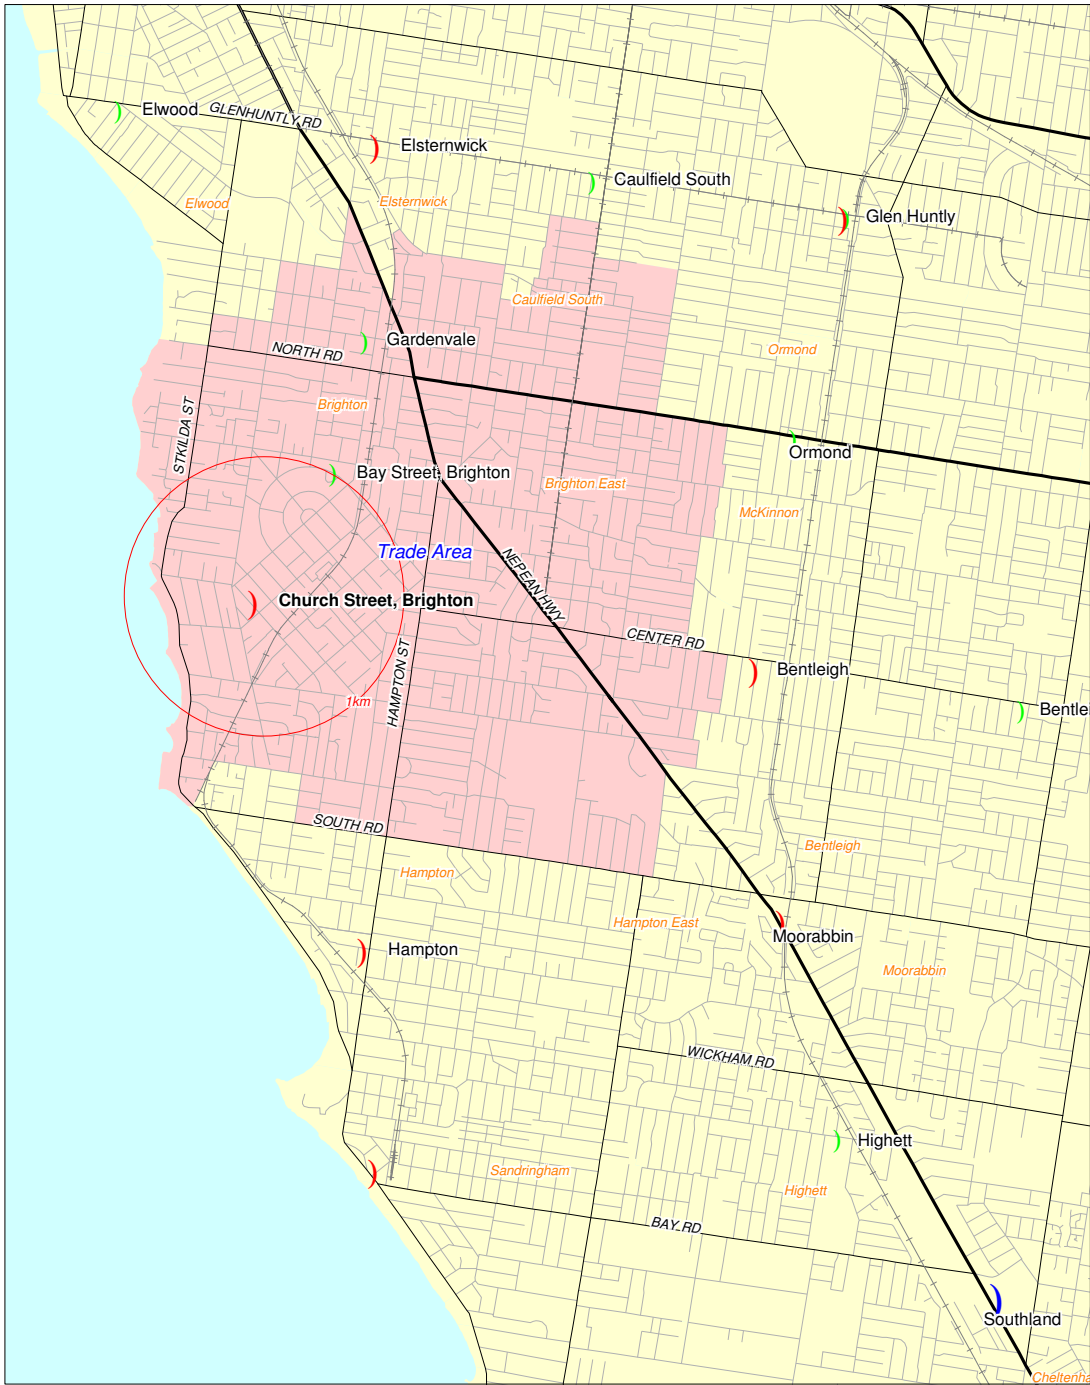 Elwood
GLENHUNTLY RD
Elsternwick
Caulfield South
Elwood
Elsternwick
Glen Huntly
Caulfield South
Gardenvale
NORTH RD
Ormond
Brighton
STKILDA ST
Ormond
Bay Street, Brighton
Brighton East
McKinnon
Trade Area
NEPEAN HWY
Church Street, Brighton
CENTER RD
HAMPTON ST
Bentleigh
1km
Bentle
SOUTH RD
Bentleigh
Hampton
Hampton East
Moorabbin
Hampton
Moorabbin
WICKHAM RD
Highett
Sandringham
Highett
BAY RD
Southland
Cheltenha